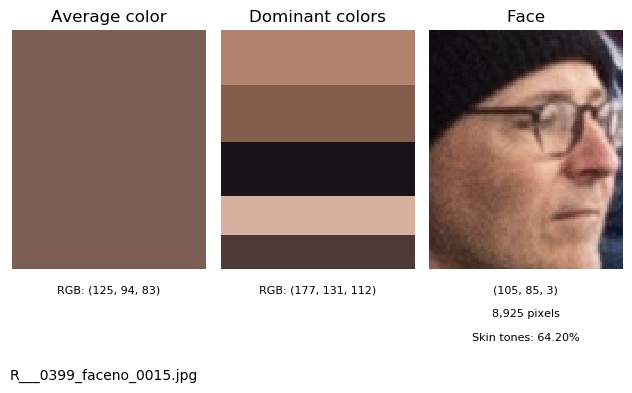 Average color
Dominant colors
Face
RGB: (125, 94, 83)
RGB: (177, 131, 112)
(105, 85, 3)
8,925 pixels
Skin tones: 64.20%
R___0399_faceno_0015.jpg